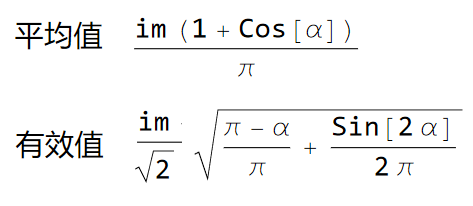 平均值 im (1 + Cos[α]) / π
有效值 im / √2 √((π - α) / π + Sin[2 α] / (2 π))